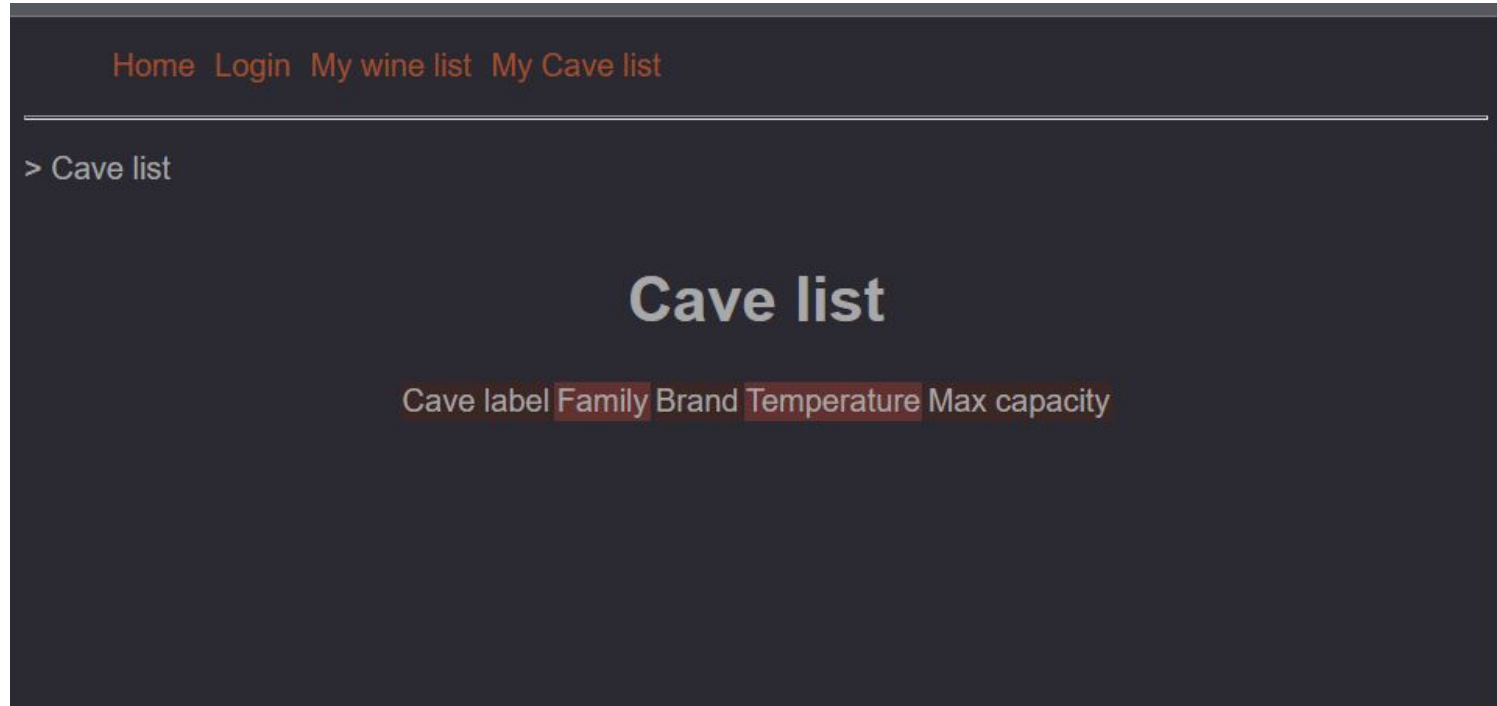 Home Login My wine list My Cave list
> Cave list
Cave list
Cave label Family Brand Temperature Max capacity